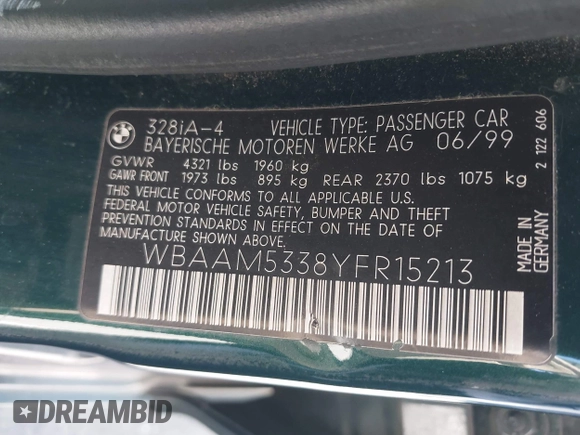 BMW
328iA-4 VEHICLE TYPE: PASSENGER CAR
BAYERISCHE MOTOREN WERKE AG 06/99
GVWR 4321 lbs 1960 kg
GAWR FRONT 1973 lbs 895 kg REAR 2370 lbs 1075 kg
THIS VEHICLE CONFORMS TO ALL APPLICABLE U.S.
FEDERAL MOTOR VEHICLE SAFETY, BUMPER AND THEFT
PREVENTION STANDARDS IN EFFECT ON THE DATE OF
MANUFACTURE SHOWN ABOVE.
WBAAM5338YFR15213
MADE IN
GERMANY
2 122 606
DREAMBID